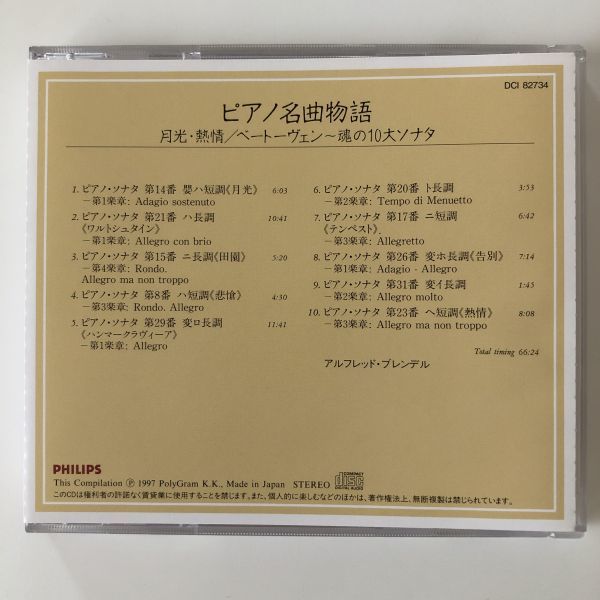 DCI 82734
ピアノ名曲物語
月光・熱情/ベートーヴェン〜魂の10大ソナタ
1. ピアノ・ソナタ 第14番 嬰ハ短調《月光》 6:03
－第1楽章: Adagio sostenuto
2. ピアノ・ソナタ 第21番 ハ長調 10:41
《ワルトシュタイン》
－第1楽章: Allegro con brio
3. ピアノ・ソナタ 第15番 ニ長調《田園》 5:20
－第4楽章: Rondo.
Allegro ma non troppo
4. ピアノ・ソナタ 第8番 ハ短調《悲愴》 4:30
－第3楽章: Rondo. Allegro
5. ピアノ・ソナタ 第29番 変ロ長調 11:41
《ハンマークラヴィーア》
－第1楽章: Allegro
6. ピアノ・ソナタ 第20番 ト長調 3:53
－第2楽章: Tempo di Menuetto
7. ピアノ・ソナタ 第17番 ニ短調 6:42
《テンペスト》
－第3楽章: Allegretto
8. ピアノ・ソナタ 第26番 変ホ長調《告別》 7:14
－第1楽章: Adagio - Allegro
9. ピアノ・ソナタ 第31番 変イ長調 1:45
－第2楽章: Allegro molto
10. ピアノ・ソナタ 第23番 ヘ短調《熱情》 8:08
－第3楽章: Allegro ma non troppo
Total timing 66:24
アルフレッド・ブレンデル
PHILIPS
This Compilation Ⓟ 1997 PolyGram K.K., Made in Japan STEREO COMPACT disc DIGITAL AUDIO
このCDは権利者の許諾なく賃貸業に使用することを禁じます。また、個人的に楽しむなどのほかは、著作権法上、無断複製は禁じられています。